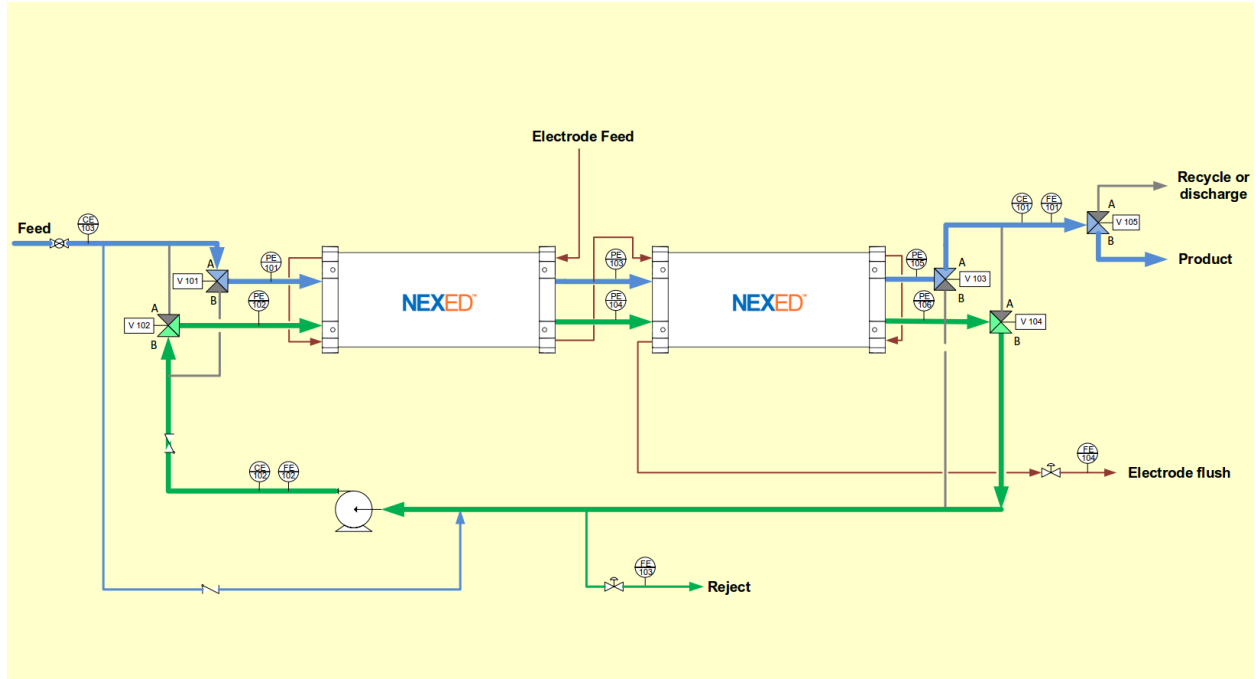 Electrode Feed
Recycle or
discharge
A
V 105
B
Product
CE
101
FE
101
Feed
CE
103
A
V 101
B
PE
101
PE
102
A
V 102
B
NEXED™
PE
103
PE
104
NEXED™
PE
105
PE
106
A
V 103
B
A
V 104
B
CE
102
FE
102
FE
104
Electrode flush
FE
103
Reject